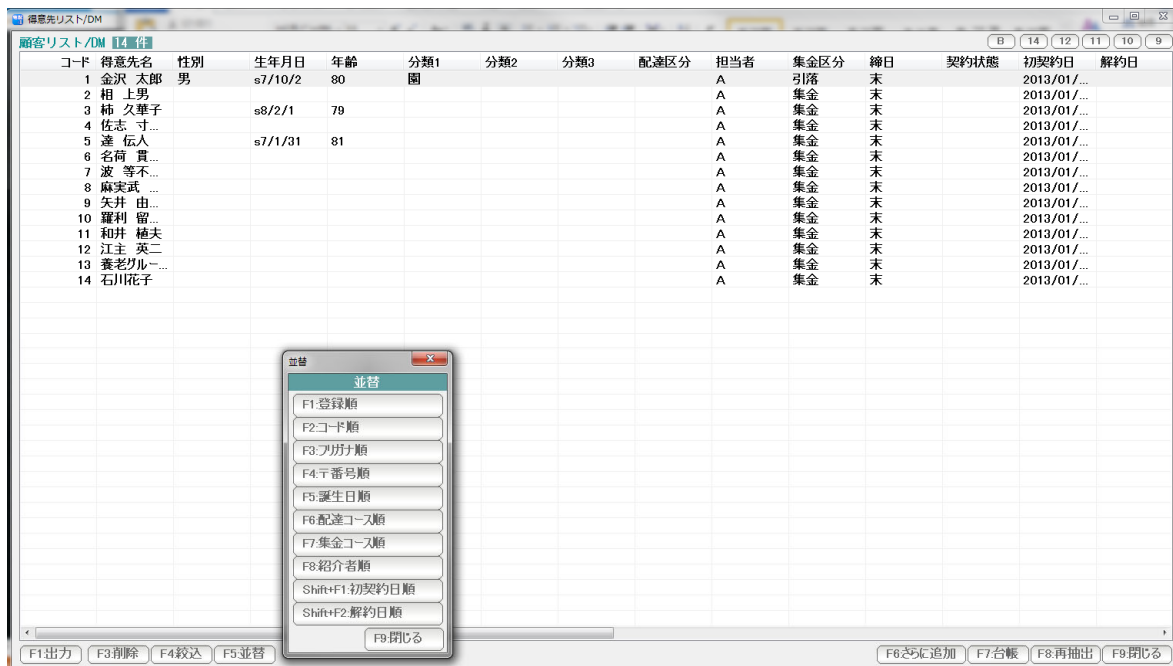 得意先リスト/DM
顧客リスト/DM 14 件 B 14 12 11 10 9
コード 得意先名 性別 生年月日 年齢 分類1 分類2 分類3 配達区分 担当者 集金区分 締日 契約状態 初契約日 解約日
1 金沢 太郎 男 s7/10/2 80 園 A 引落 末 2013/01/...
2 相 上男 A 集金 末 2013/01/...
3 柿 久華子 s8/2/1 79 A 集金 末 2013/01/...
4 佐志 寸... A 集金 末 2013/01/...
5 達 伝人 s7/1/31 81 A 集金 末 2013/01/...
6 名荷 貫... A 集金 末 2013/01/...
7 波 等不... A 集金 末 2013/01/...
8 麻実武 ... A 集金 末 2013/01/...
9 矢井 由... A 集金 末 2013/01/...
10 羅利 留... A 集金 末 2013/01/...
11 和井 植夫 A 集金 末 2013/01/...
12 江主 英二 A 集金 末 2013/01/...
13 養老グルー... A 集金 末 2013/01/...
14 石川花子 A 集金 末 2013/01/...
並替
並替
F1:登録順
F2:コード順
F3:フリガナ順
F4:〒番号順
F5:誕生日順
F6:配達コース順
F7:集金コース順
F8:紹介者順
Shift+F1:初契約日順
Shift+F2:解約日順
F9:閉じる
F1:出力 F3:削除 F4:絞込 F5:並替 F6:さらに追加 F7:台帳 F8:再抽出 F9:閉じる